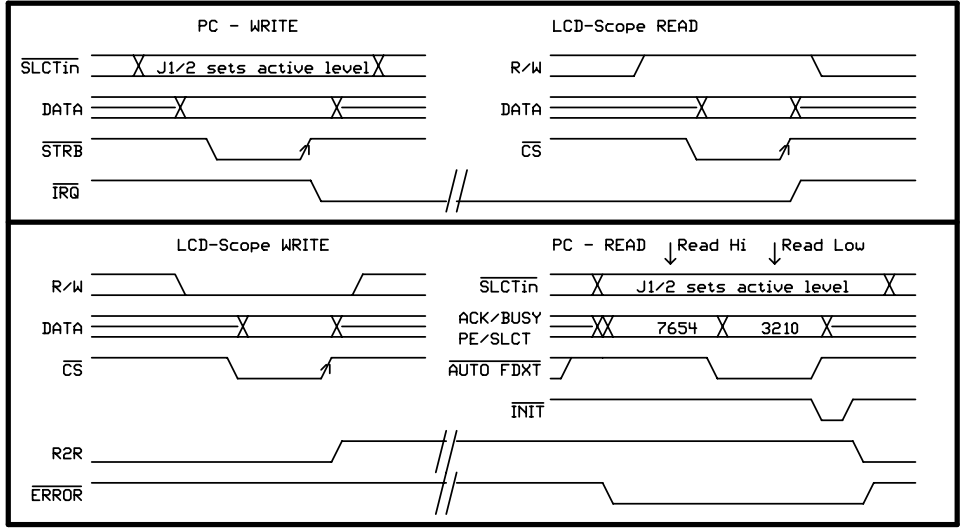 PC - WRITE
SLCTin
J1/2 sets active level
DATA
STRB
IRQ
LCD-Scope READ
R/W
DATA
CS
LCD-Scope WRITE
R/W
DATA
CS
R2R
ERROR
PC - READ
Read Hi
Read Low
SLCTin
J1/2 sets active level
ACK/BUSY
PE/SLCT
7654
3210
AUTO FDXT
INIT